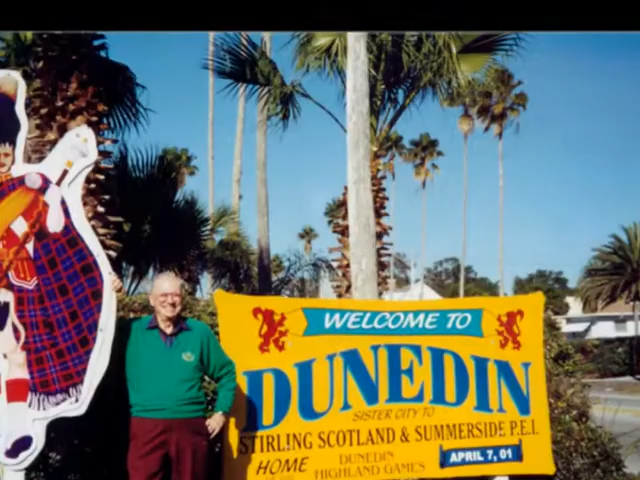 WELCOME TO
DUNEDIN
SISTER CITY TO
STIRLING SCOTLAND & SUMMERSIDE P.E.I.
HOME
DUNEDIN
HIGHLAND GAMES
APRIL 7, 01